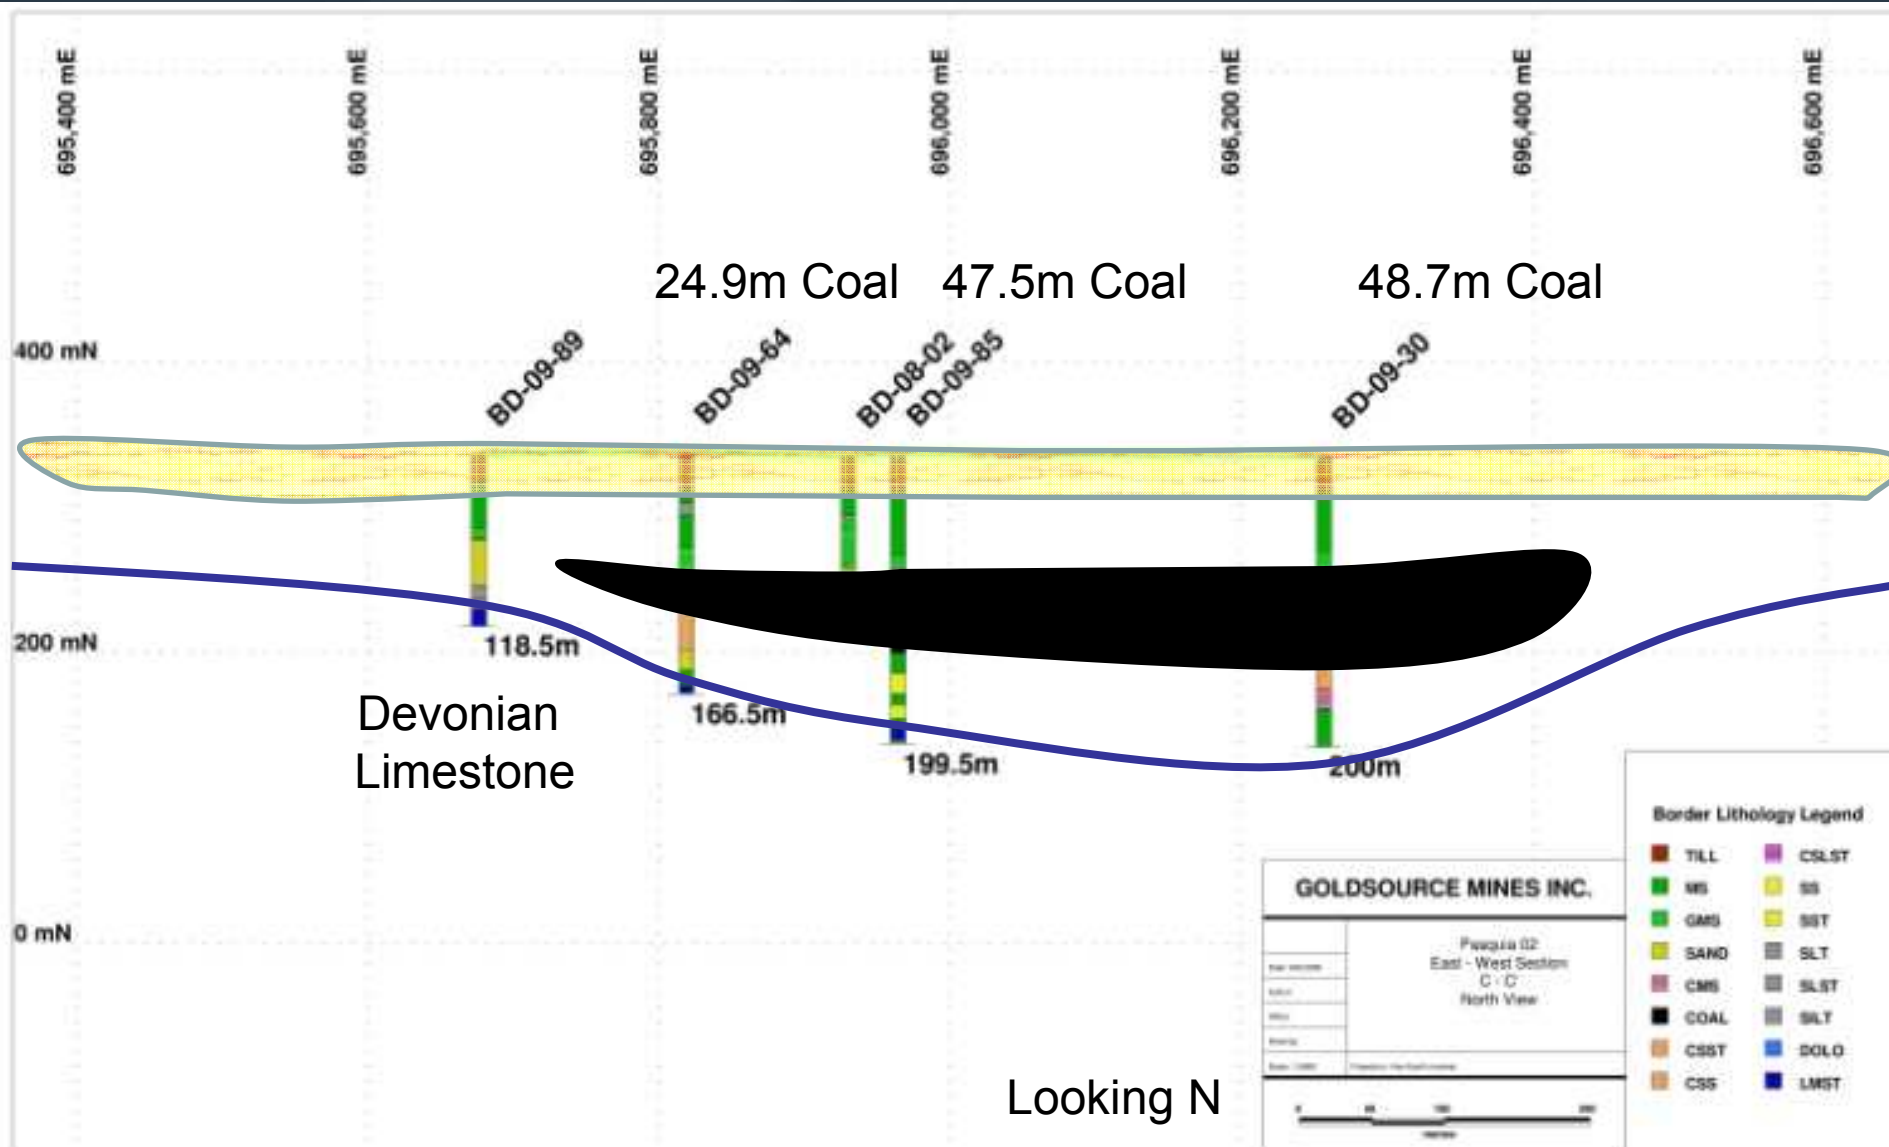 695,400 mE
695,600 mE
695,800 mE
696,000 mE
696,200 mE
696,400 mE
696,600 mE
24.9m Coal
47.5m Coal
48.7m Coal
400 mN
BD-09-89
BD-09-64
BD-08-02
BD-09-85
BD-09-30
200 mN
118.5m
166.5m
199.5m
200m
Devonian
Limestone
0 mN
Looking N
GOLDSOURCE MINES INC.
Pasquia 02
East - West Section
C - C
North View
Border Lithology Legend
TILL
MS
GMS
SAND
CMS
COAL
CSST
CSS
CSLST
SS
SST
SLT
SLST
SILT
DOLO
LMST